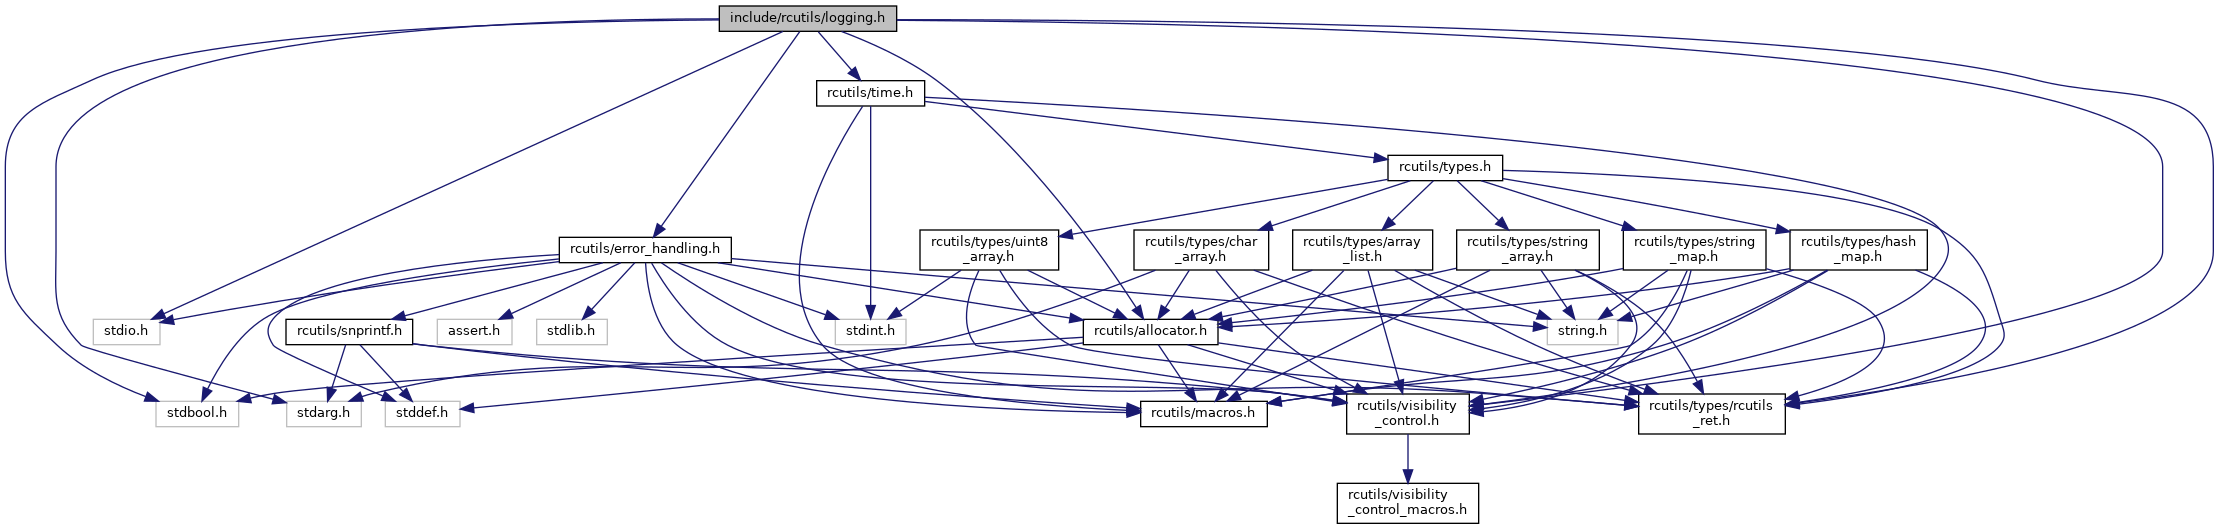 include/rcutils/logging.h
rcutils/time.h
rcutils/types.h
rcutils/error_handling.h
rcutils/types/uint8
_array.h
rcutils/types/char
_array.h
rcutils/types/array
_list.h
rcutils/types/string
_array.h
rcutils/types/string
_map.h
rcutils/types/hash
_map.h
stdio.h
rcutils/snprintf.h
assert.h
stdlib.h
stdint.h
rcutils/allocator.h
string.h
stdbool.h
stdarg.h
stddef.h
rcutils/macros.h
rcutils/visibility
_control.h
rcutils/types/rcutils
_ret.h
rcutils/visibility
_control_macros.h